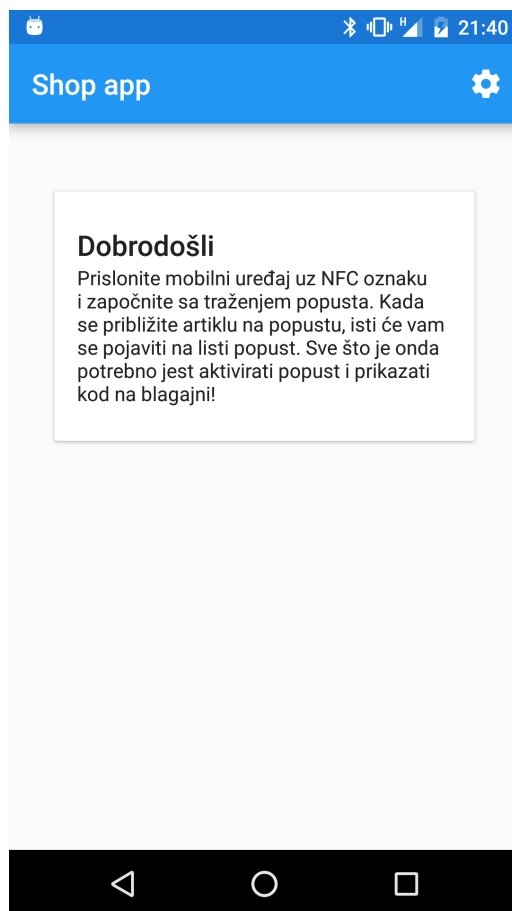 H 21:40
Shop app
Dobrodošli
Prislonite mobilni uređaj uz NFC oznaku
i započnite sa traženjem popusta. Kada
se približite artiklu na popustu, isti će vam
se pojaviti na listi popust. Sve što je onda
potrebno jest aktivirati popust i prikazati
kod na blagajni!